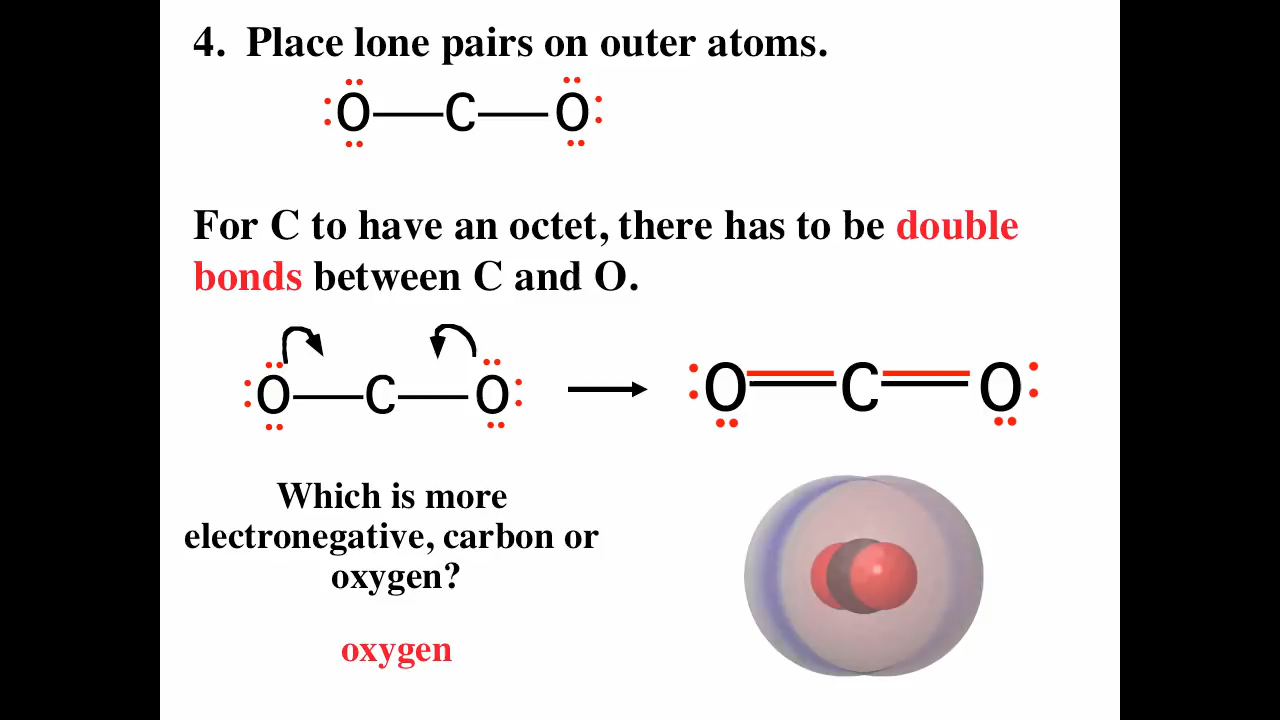 4. Place lone pairs on outer atoms.
O C O
For C to have an octet, there has to be double
bonds between C and O.
O C O O C O
Which is more
electronegative, carbon or
oxygen?
oxygen